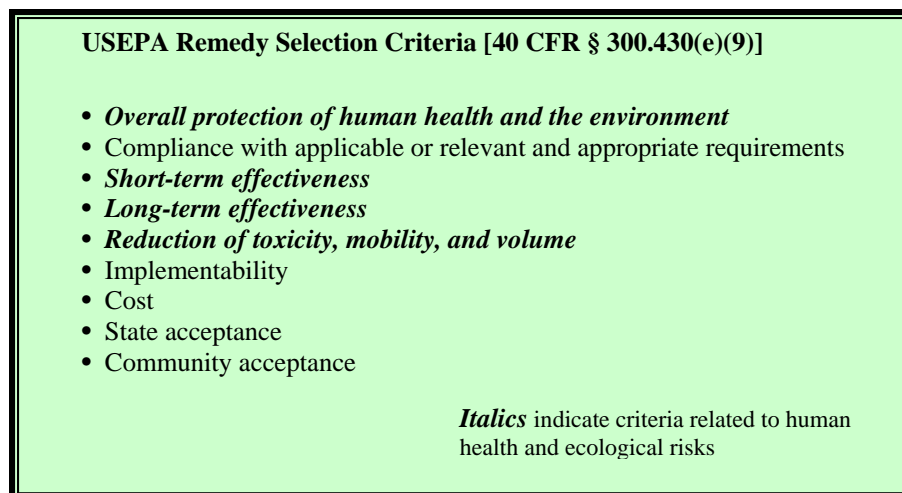 USEPA Remedy Selection Criteria [40 CFR § 300.430(e)(9)]
• Overall protection of human health and the environment
• Compliance with applicable or relevant and appropriate requirements
• Short-term effectiveness
• Long-term effectiveness
• Reduction of toxicity, mobility, and volume
• Implementability
• Cost
• State acceptance
• Community acceptance
Italics indicate criteria related to human
health and ecological risks